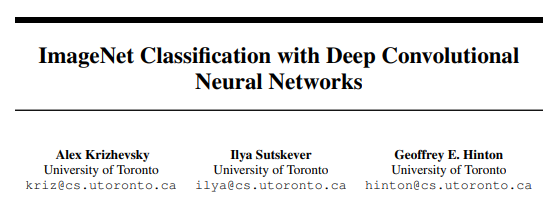 ImageNet Classification with Deep Convolutional
Neural Networks
Alex Krizhevsky
University of Toronto
kriz@cs.utoronto.ca
Ilya Sutskever
University of Toronto
ilya@cs.utoronto.ca
Geoffrey E. Hinton
University of Toronto
hinton@cs.utoronto.ca